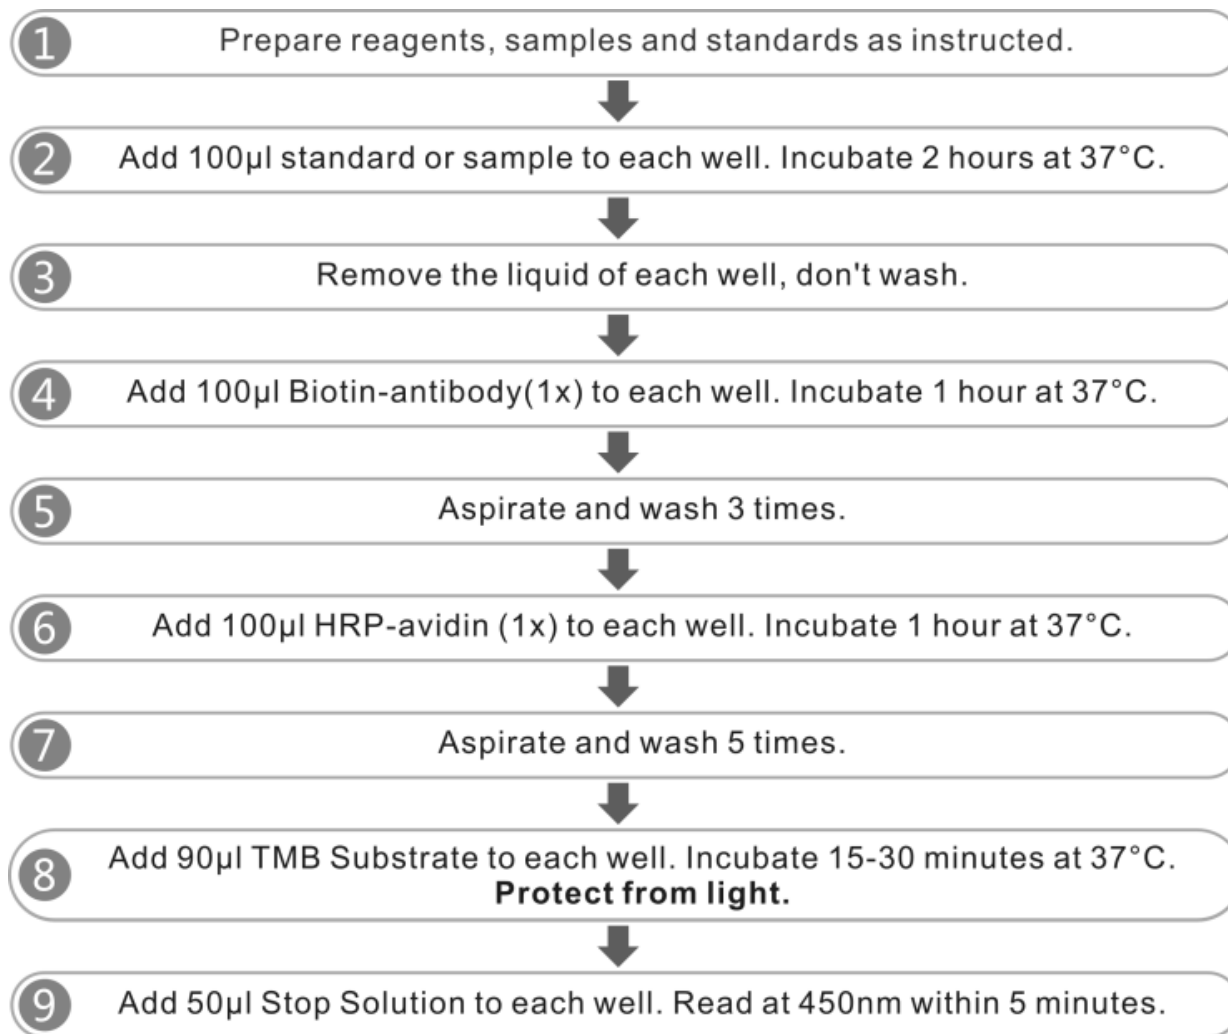 1 Prepare reagents, samples and standards as instructed.
2 Add 100μl standard or sample to each well. Incubate 2 hours at 37°C.
3 Remove the liquid of each well, don't wash.
4 Add 100μl Biotin-antibody(1x) to each well. Incubate 1 hour at 37°C.
5 Aspirate and wash 3 times.
6 Add 100μl HRP-avidin (1x) to each well. Incubate 1 hour at 37°C.
7 Aspirate and wash 5 times.
8 Add 90μl TMB Substrate to each well. Incubate 15-30 minutes at 37°C.
Protect from light.
9 Add 50μl Stop Solution to each well. Read at 450nm within 5 minutes.